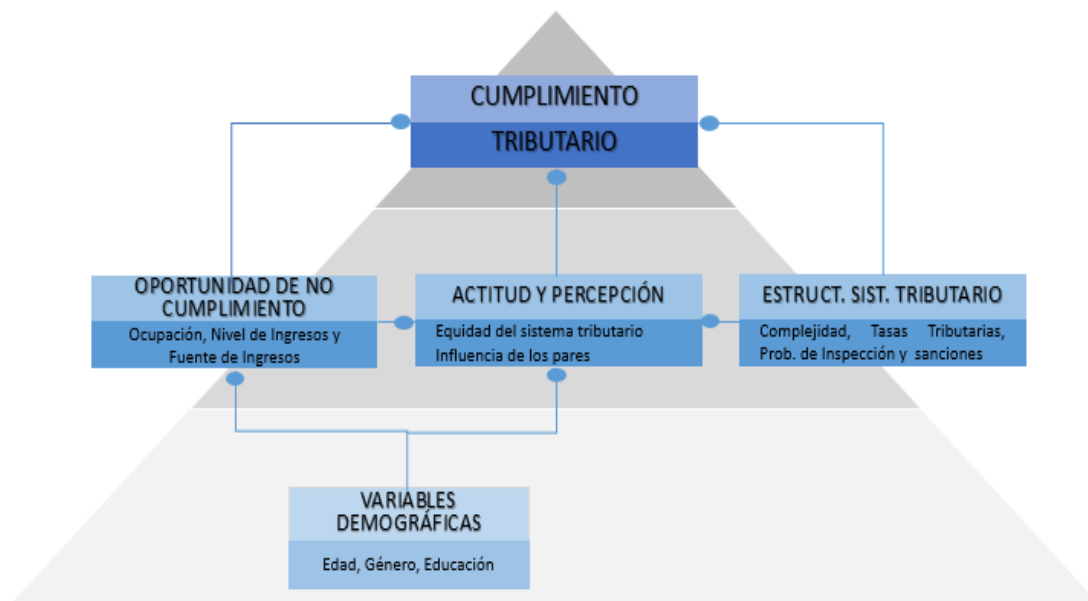 CUMPLIMIENTO
TRIBUTARIO
OPORTUNIDAD DE NO
CUMPLIMIENTO
Ocupación, Nivel de Ingresos y
Fuente de Ingresos
ACTITUD Y PERCEPCIÓN
Equidad del sistema tributario
Influencia de los pares
ESTRUCT. SIST. TRIBUTARIO
Complejidad, Tasas Tributarias,
Prob. de Inspección y sanciones
VARIABLES
DEMOGRÁFICAS
Edad, Género, Educación